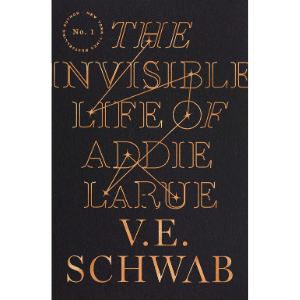 No. 1
NEW YORK TIMES BESTSELLING AUTHOR
THE
INVISIBLE
LIFE OF
ADDIE
LARUE
V.E.
SCHWAB